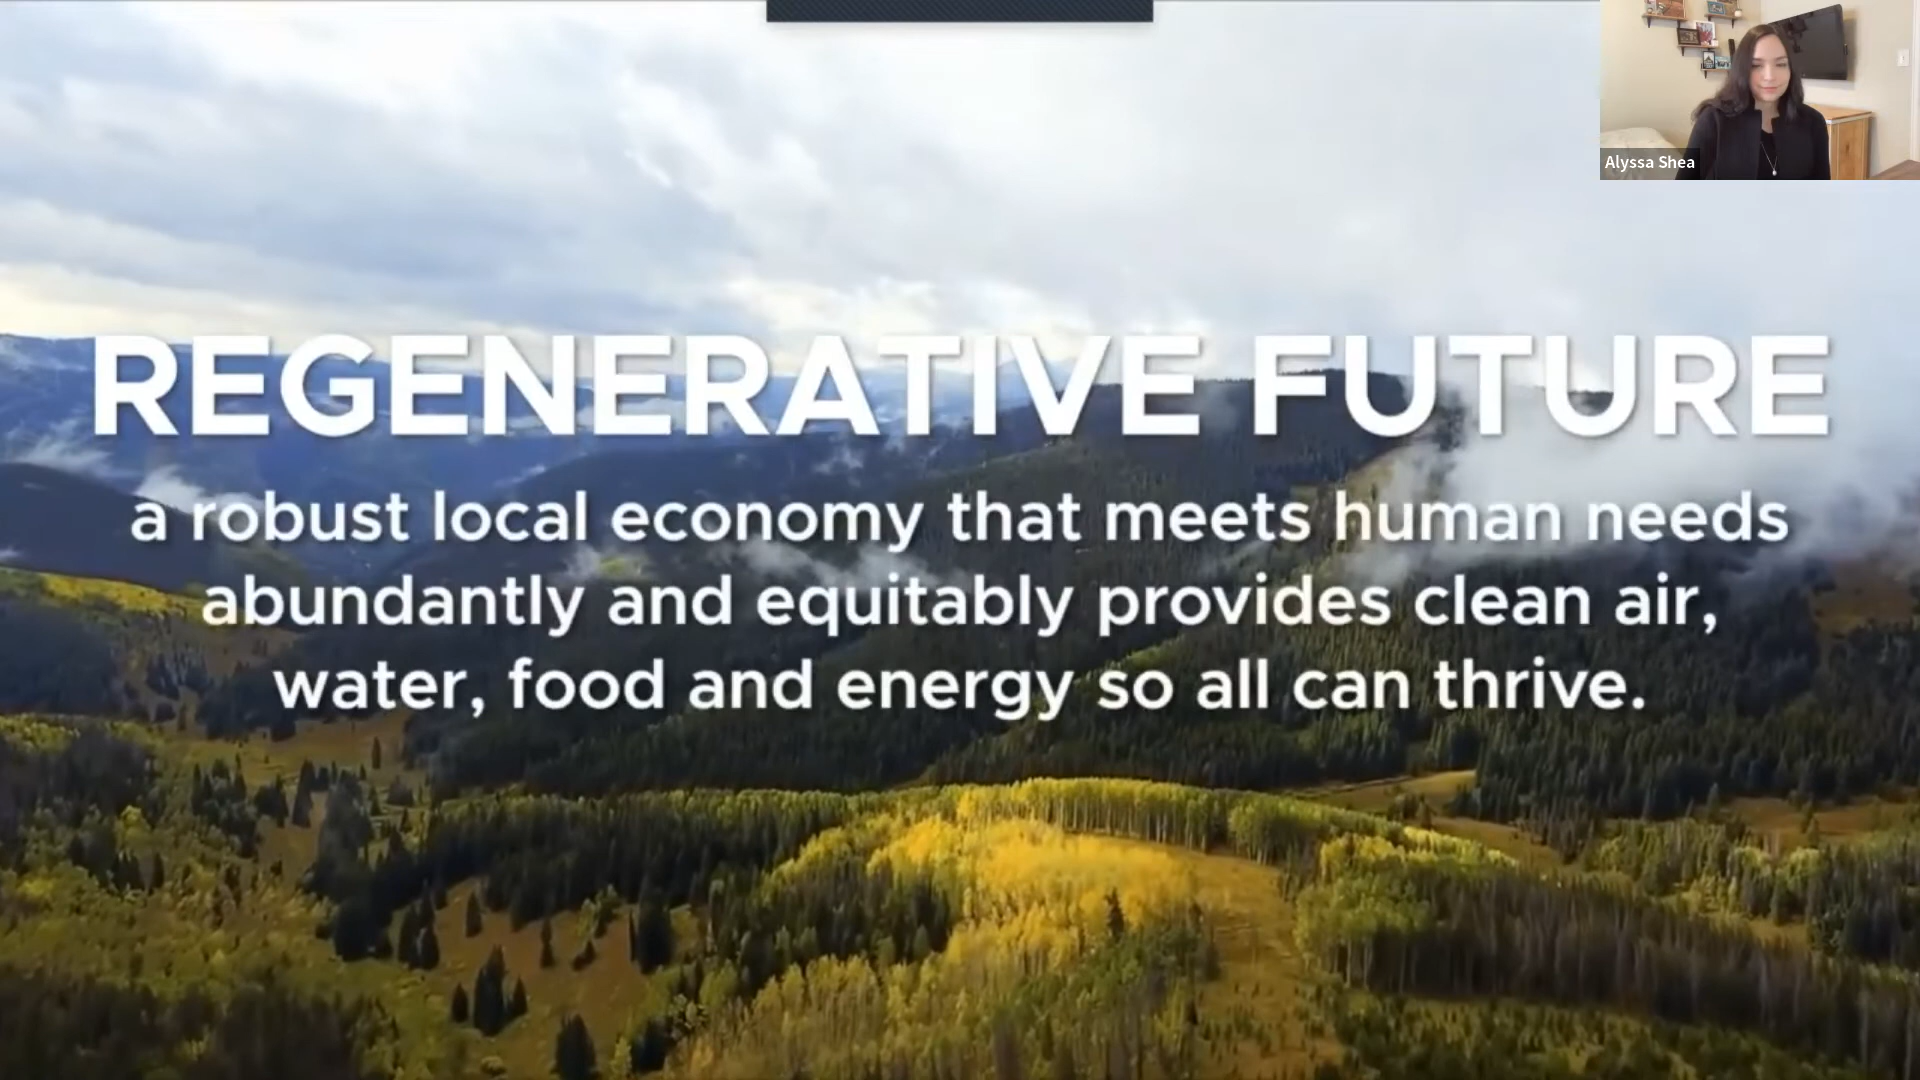 Alyssa Shea
REGENERATIVE FUTURE
a robust local economy that meets human needs
abundantly and equitably provides clean air,
water, food and energy so all can thrive.